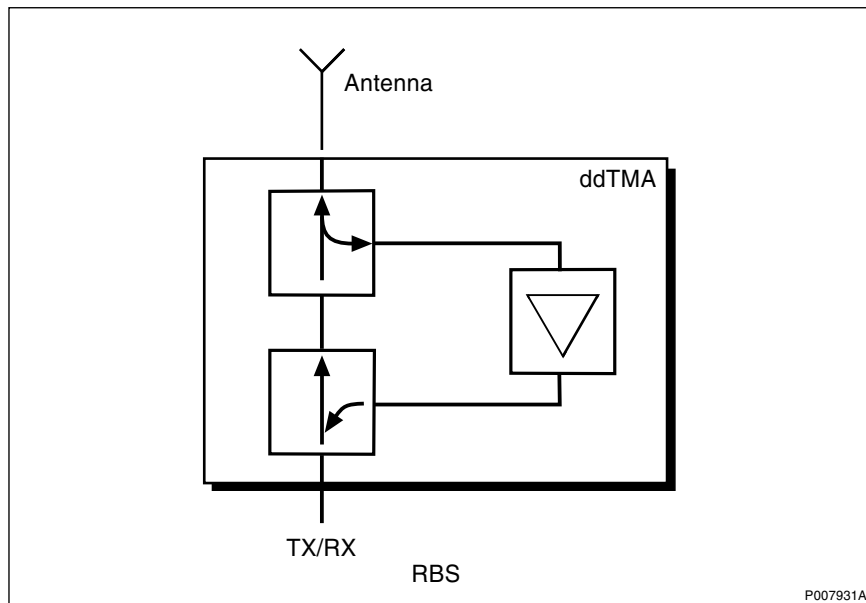 Antenna
ddTMA
TX/RX
RBS
P007931A